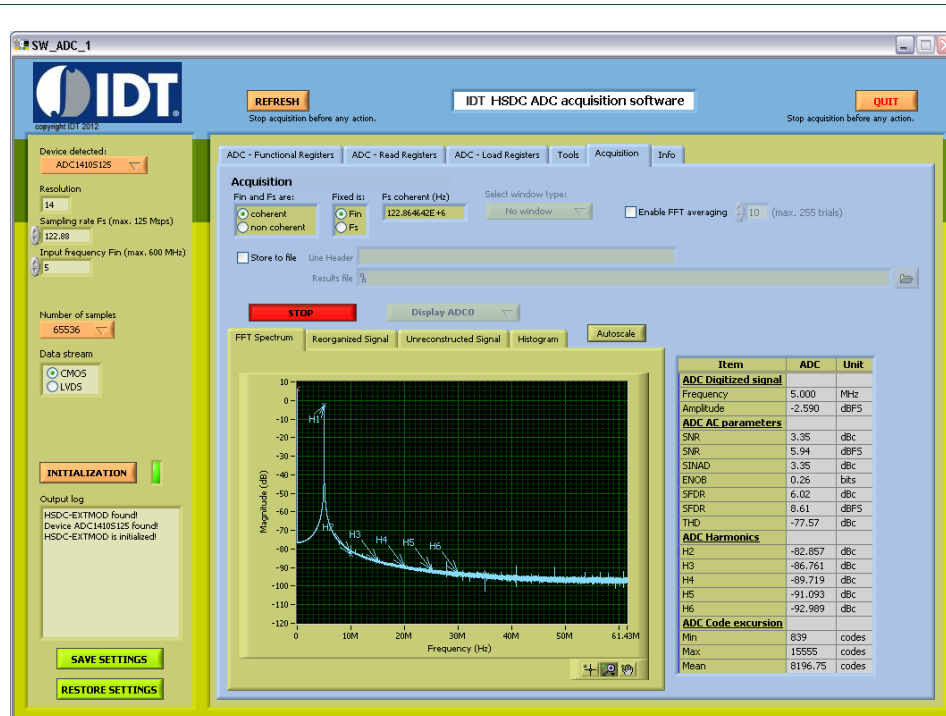 SW_ADC_1
IDT
copyright IDT 2012
REFRESH
Stop acquisition before any action.
IDT HSDC ADC acquisition software
QUIT
Stop acquisition before any action.
Device detected:
ADC1410S125
Resolution
14
Sampling rate Fs (max. 125 Msps)
122.88
Input frequency Fin (max. 600 MHz)
5
Number of samples
65536
Data stream
CMOS
LVDS
INITIALIZATION
Output log
HSDC-EXTMOD found!
Device ADC1410S125 found!
HSDC-EXTMOD is initialized!
SAVE SETTINGS
RESTORE SETTINGS
ADC - Functional Registers ADC - Read Registers ADC - Load Registers Tools Acquisition Info
Acquisition
Fin and Fs are: Fixed is: Fs coherent (Hz) Select window type:
coherent Fin 122.864642E+6 No window Enable FFT averaging 10 (max. 255 trials)
non coherent Fs
Store to file Line Header
Results file
STOP Display ADC0
FFT Spectrum Reorganized Signal Unreconstructed Signal Histogram Autoscale
Magnitude (dB)
10
0
-10
-20
-30
-40
-50
-60
-70
-80
-90
-100
-110
-120
H1
H2 H3 H4 H5 H6
0 10M 20M 30M 40M 50M 61.43M
Frequency (Hz)
Item ADC Unit
ADC Digitized signal
Frequency 5.000 MHz
Amplitude -2.590 dBFS
ADC AC parameters
SNR 3.35 dBc
SNR 5.94 dBFS
SINAD 3.35 dBc
ENOB 0.26 bits
SFDR 6.02 dBc
SFDR 8.61 dBFS
THD -77.57 dBc
ADC Harmonics
H2 -82.857 dBc
H3 -86.761 dBc
H4 -89.719 dBc
H5 -91.093 dBc
H6 -92.989 dBc
ADC Code excursion
Min 839 codes
Max 15555 codes
Mean 8196.75 codes